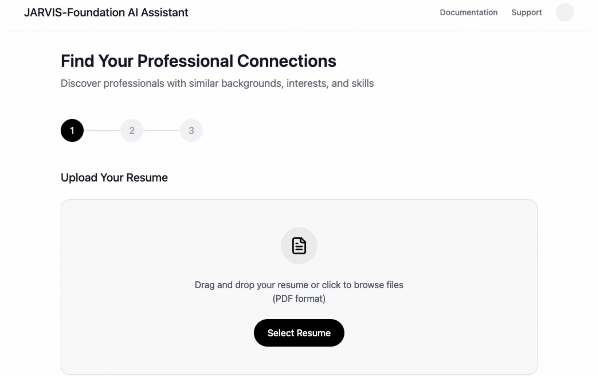 JARVIS-Foundation AI Assistant
Documentation
Support
Find Your Professional Connections
Discover professionals with similar backgrounds, interests, and skills
1
2
3
Upload Your Resume
Drag and drop your resume or click to browse files
(PDF format)
Select Resume